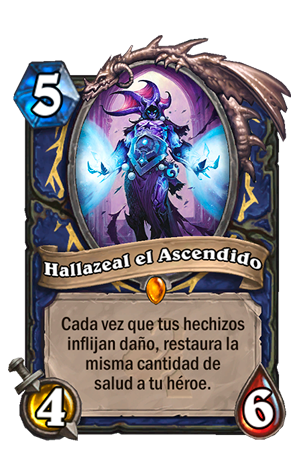 5
Hallazeal el Ascendido
Cada vez que tus hechizos
inflijan daño, restaura la
misma cantidad de
salud a tu héroe.
4
6